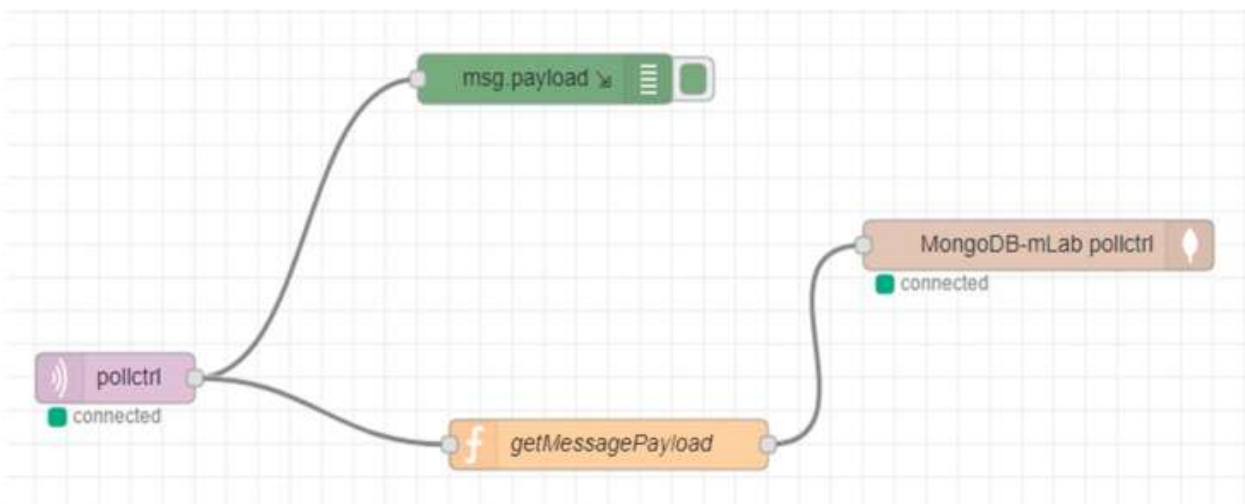 msg.payload
MongoDB-mLab pollctrl
connected
pollctrl
connected
getMessagePayload